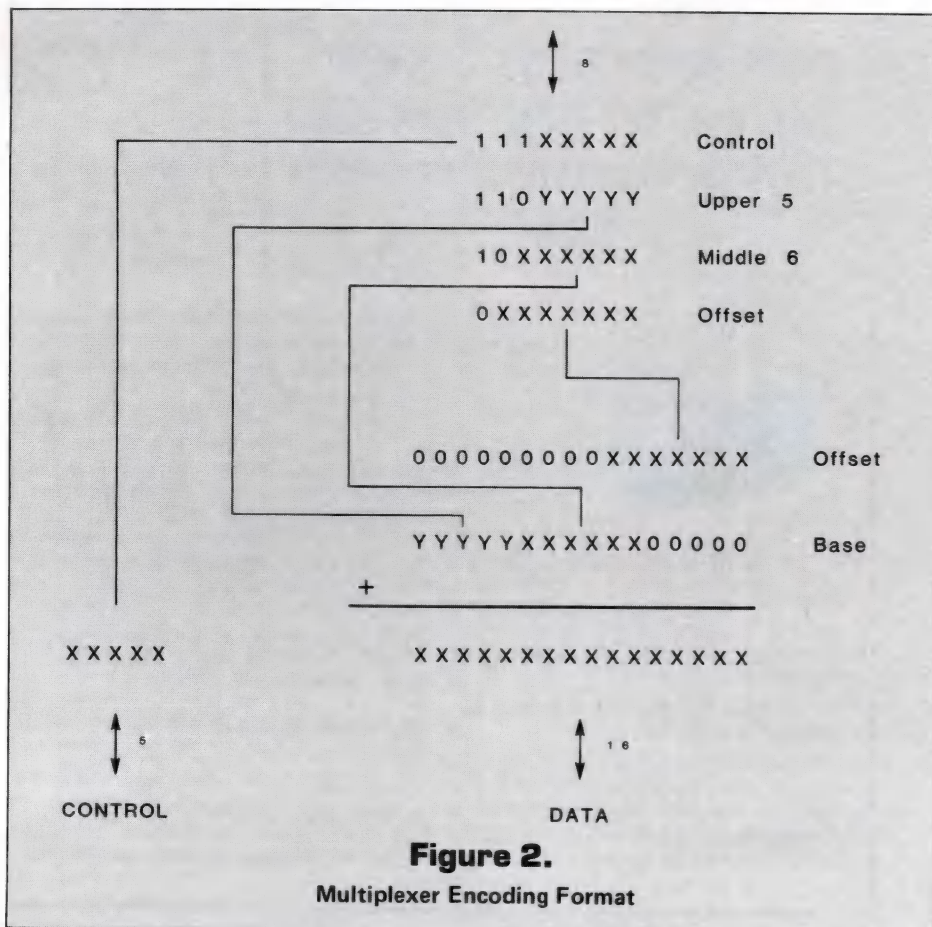 8
1 1 1 X X X X X Control
1 1 0 Y Y Y Y Y Upper 5
1 0 X X X X X X Middle 6
0 X X X X X X X Offset
0 0 0 0 0 0 0 0 0 X X X X X X X Offset
Y Y Y Y Y X X X X X X 0 0 0 0 0 Base
+
X X X X X X X X X X X X X X X X X X X X X
5 1 6
CONTROL DATA
Figure 2.
Multiplexer Encoding Format